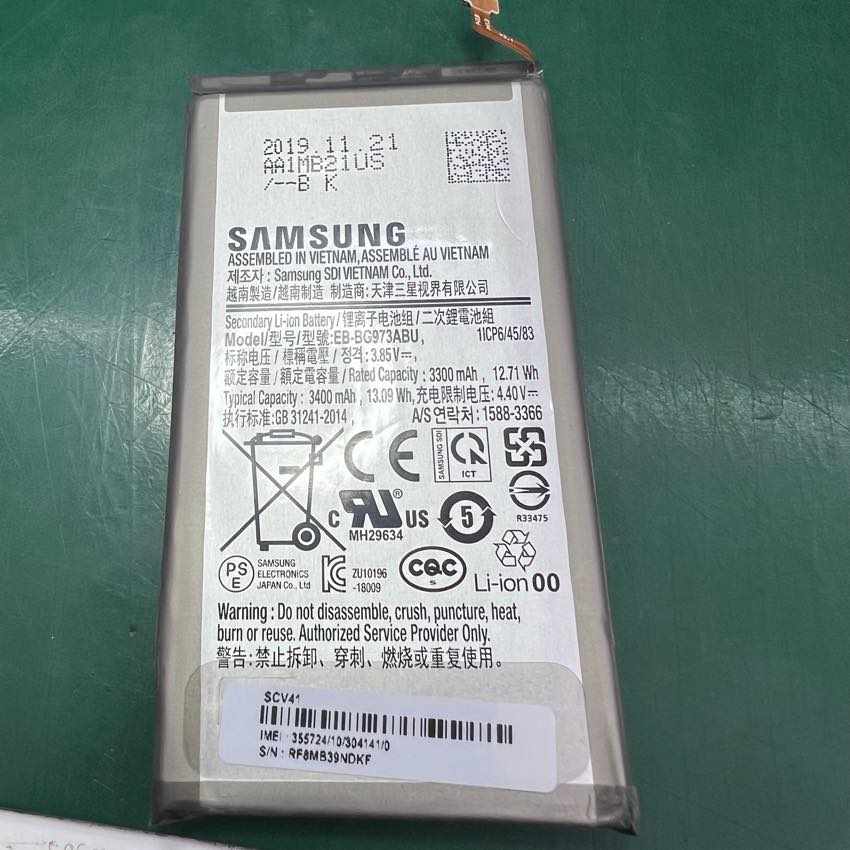 2019.11.21
AA1MB21US
/--B K
SAMSUNG
ASSEMBLED IN VIETNAM, ASSEMBLÉ AU VIETNAM
제조자 : Samsung SDI VIETNAM Co., Ltd.
越南製造/越南制造 制造商:天津三星视界有限公司
Secondary Li-ion Battery/锂离子电池组/二次鋰電池組
Model/型号/型號:EB-BG973ABU, 1ICP6/45/83
标称电压/標稱電壓/정격:3.85V⎓,
额定容量/額定電容量/Rated Capacity : 3300 mAh, 12.71 Wh
Typical Capacity : 3400 mAh, 13.09 Wh,充电限制电压: 4.40V⎓
执行标准:GB 31241-2014, A/S연락처:1588-3366
CE
SAMSUNG SDI
ICT
C RU® US
MH29634
5
R33475
PSE
SAMSUNG
ELECTRONICS
JAPAN Co., Ltd
ZU10196
-18009
CQC
S
Li-ion 00
Warning : Do not disassemble, crush, puncture, heat,
burn or reuse. Authorized Service Provider Only.
警告:禁止拆卸、穿刺、燃烧或重复使用。
SCV41
IMEI : 355724/10/304141/0
S/N : RF8MB39NDKF